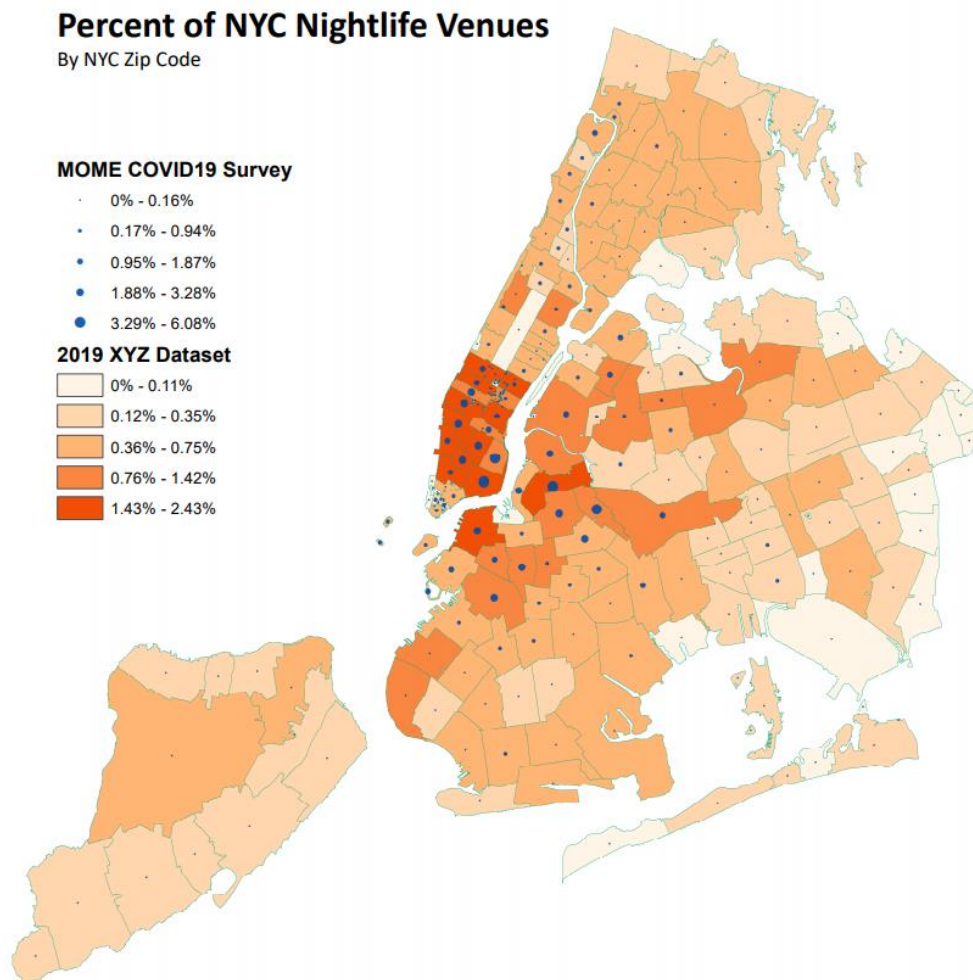 Percent of NYC Nightlife Venues
By NYC Zip Code
MOME COVID19 Survey
0% - 0.16%
0.17% - 0.94%
0.95% - 1.87%
1.88% - 3.28%
3.29% - 6.08%
2019 XYZ Dataset
0% - 0.11%
0.12% - 0.35%
0.36% - 0.75%
0.76% - 1.42%
1.43% - 2.43%